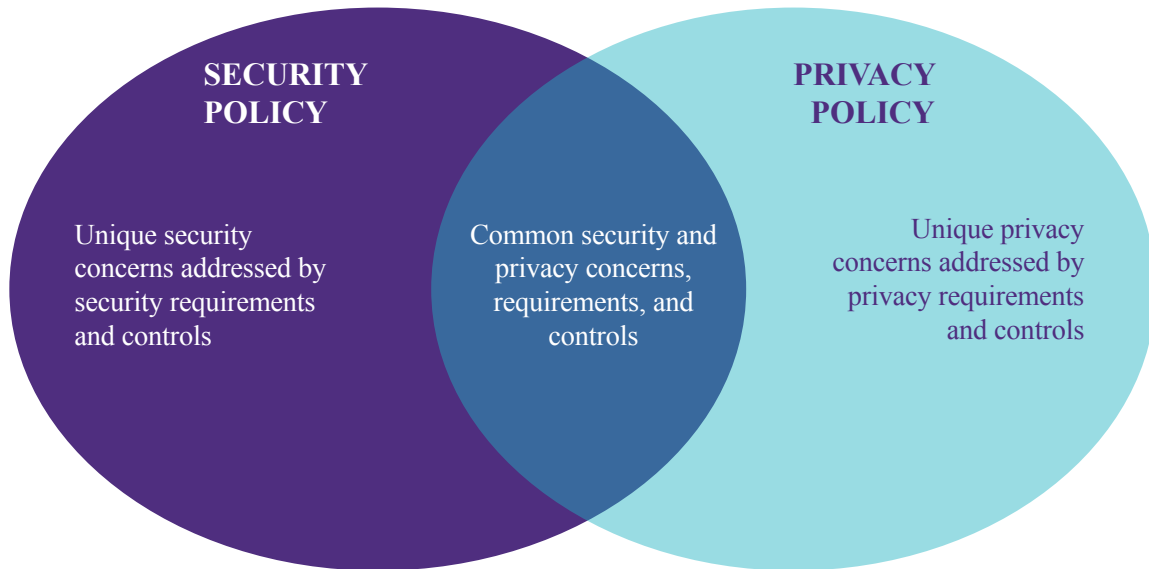 SECURITY
POLICY
Unique security
concerns addressed by
security requirements
and controls
Common security and
privacy concerns,
requirements, and
controls
PRIVACY
POLICY
Unique privacy
concerns addressed by
privacy requirements
and controls